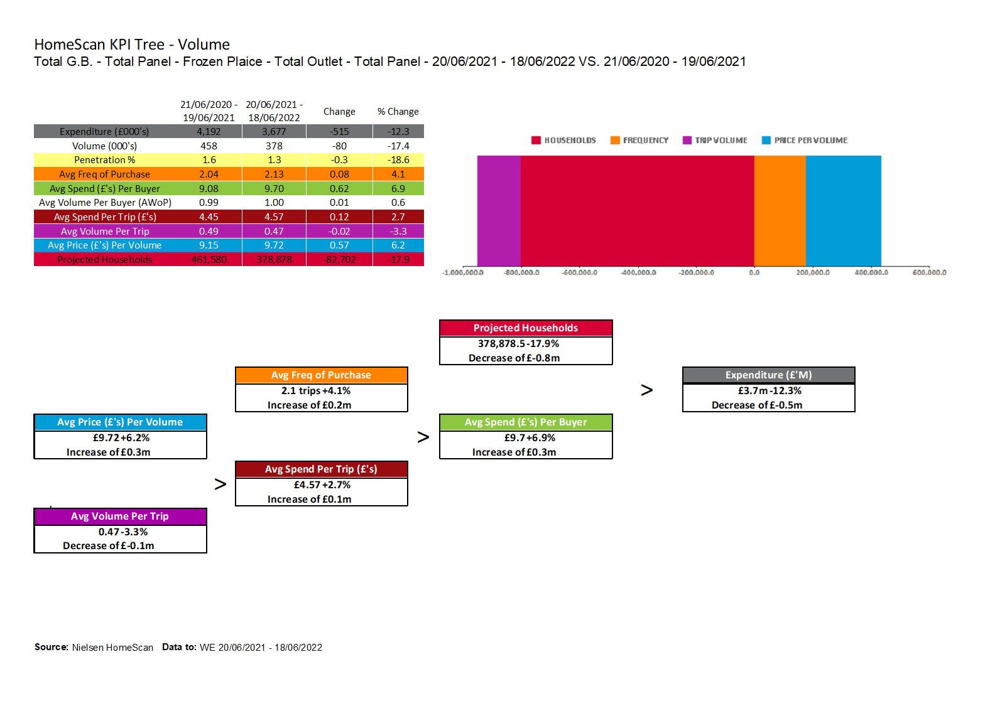 HomeScan KPI Tree - Volume
Total G.B. - Total Panel - Frozen Plaice - Total Outlet - Total Panel - 20/06/2021 - 18/06/2022 VS. 21/06/2020 - 19/06/2021
21/06/2020 - 20/06/2021 -
19/06/2021 18/06/2022 Change % Change
Expenditure (£000's) 4,192 3,677 -515 -12.3
Volume (000's) 458 378 -80 -17.4
Penetration % 1.6 1.3 -0.3 -18.6
Avg Freq of Purchase 2.04 2.13 0.08 4.1
Avg Spend (£'s) Per Buyer 9.08 9.70 0.62 6.9
Avg Volume Per Buyer (AWoP) 0.99 1.00 0.01 0.6
Avg Spend Per Trip (£'s) 4.45 4.57 0.12 2.7
Avg Volume Per Trip 0.49 0.47 -0.02 -3.3
Avg Price (£'s) Per Volume 9.15 9.72 0.57 6.2
Projected Households 461,580 378,878 -82,702 -17.9
HOUSEHOLDS FREQUENCY TRIP VOLUME PRICE PER VOLUME
-1,000,000.0 -800,000.0 -600,000.0 -400,000.0 -200,000.0 0.0 200,000.0 400,000.0 600,000.0
Projected Households
378,878.5 -17.9%
Decrease of £-0.8m
Avg Freq of Purchase
2.1 trips +4.1%
Increase of £0.2m
>
Expenditure (£'M)
£3.7m -12.3%
Decrease of £-0.5m
Avg Price (£'s) Per Volume
£9.72 +6.2%
Increase of £0.3m
>
Avg Spend (£'s) Per Buyer
£9.7 +6.9%
Increase of £0.3m
>
Avg Spend Per Trip (£'s)
£4.57 +2.7%
Increase of £0.1m
Avg Volume Per Trip
0.47 -3.3%
Decrease of £-0.1m
Source: Nielsen HomeScan Data to: WE 20/06/2021 - 18/06/2022